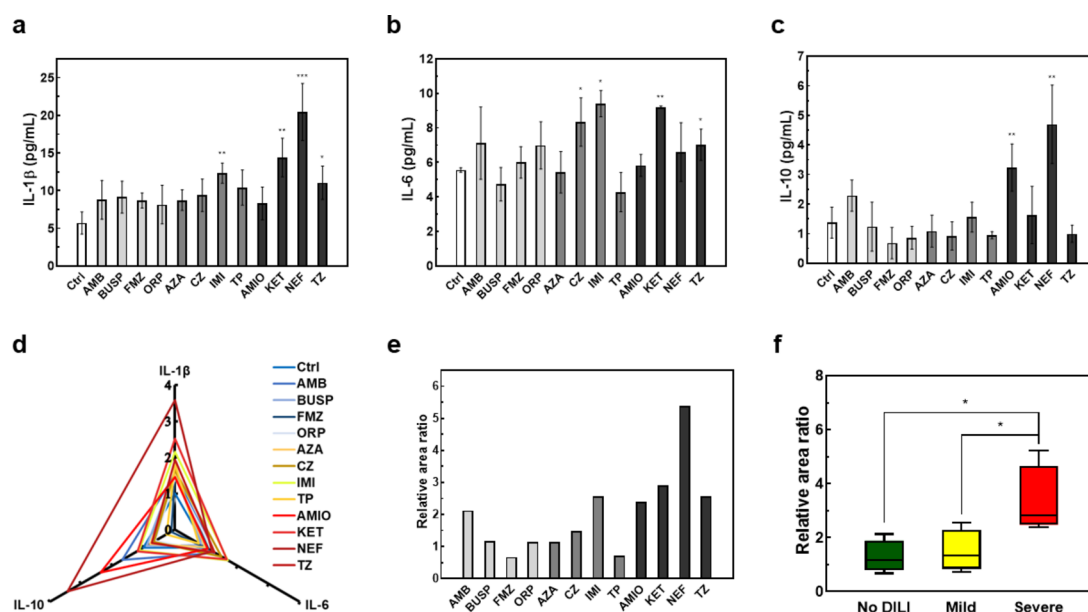 a
IL-1β (pg/mL)
25
20
15
10
5
0
***
**
**
*
Ctrl
AMB
BUSP
FMZ
ORP
AZA
CZ
IMI
TP
AMIO
KET
NEF
TZ
b
IL-6 (pg/mL)
12
10
8
6
4
2
0
*
*
**
*
Ctrl
AMB
BUSP
FMZ
ORP
AZA
CZ
IMI
TP
AMIO
KET
NEF
TZ
c
IL-10 (pg/mL)
7
6
5
4
3
2
1
0
**
**
Ctrl
AMB
BUSP
FMZ
ORP
AZA
CZ
IMI
TP
AMIO
KET
NEF
TZ
d
IL-1β
4
3
2
1
0
IL-10
IL-6
Ctrl
AMB
BUSP
FMZ
ORP
AZA
CZ
IMI
TP
AMIO
KET
NEF
TZ
e
Relative area ratio
6
5
4
3
2
1
0
AMB
BUSP
FMZ
ORP
AZA
CZ
IMI
TP
AMIO
KET
NEF
TZ
f
Relative area ratio
8
6
4
2
0
*
*
No DILI
Mild
Severe